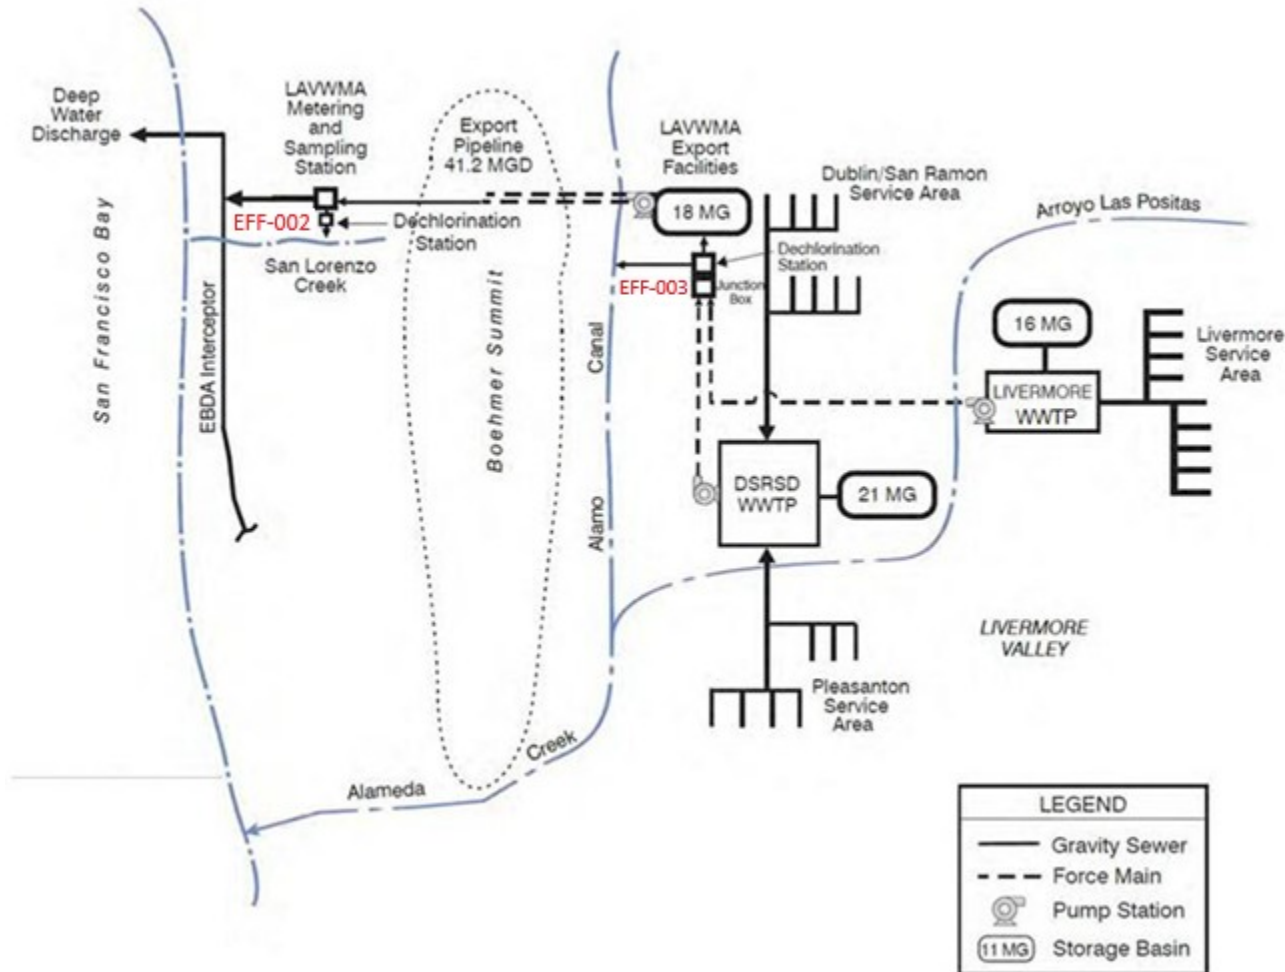 Deep
Water
Discharge
LAVWMA
Metering
and
Sampling
Station
Export
Pipeline
41.2 MGD
LAVWMA
Export
Facilities
18 MG
Dublin/San Ramon
Service Area
Arroyo Las Positas
EFF-002
Dechlorination
Station
San Lorenzo
Creek
Dechlorination
Station
EFF-003
Junction
Box
San Francisco Bay
EBDA Interceptor
Boehmer Summit
Alamo Canal
16 MG
Livermore
Service
Area
LIVERMORE
WWTP
DSRSD
WWTP
21 MG
LIVERMORE
VALLEY
Pleasanton
Service
Area
Alameda Creek
LEGEND
Gravity Sewer
Force Main
Pump Station
11 MG Storage Basin